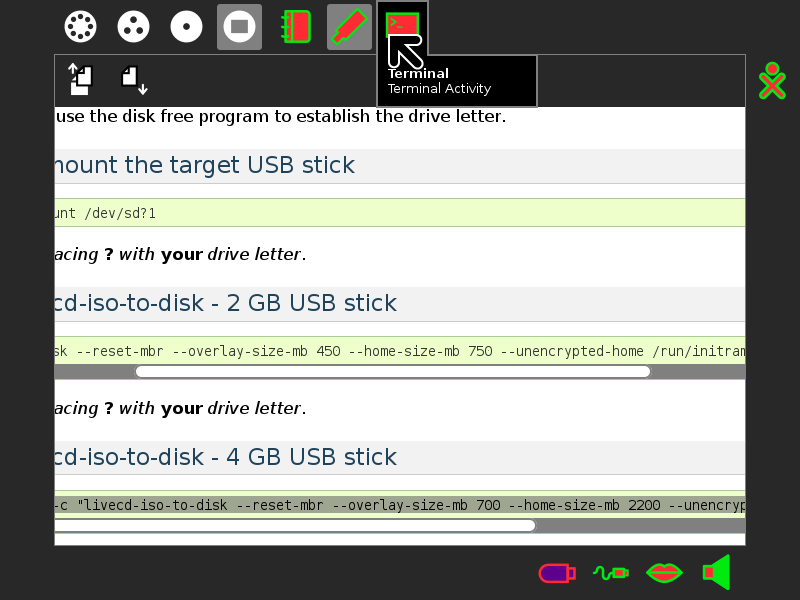 Terminal
Terminal Activity
use the disk free program to establish the drive letter.
mount the target USB stick
unt /dev/sd?1
acing ? with your drive letter.
cd-iso-to-disk - 2 GB USB stick
sk --reset-mbr --overlay-size-mb 450 --home-size-mb 750 --unencrypted-home /run/initram
acing ? with your drive letter.
cd-iso-to-disk - 4 GB USB stick
-c "livecd-iso-to-disk --reset-mbr --overlay-size-mb 700 --home-size-mb 2200 --unencryp